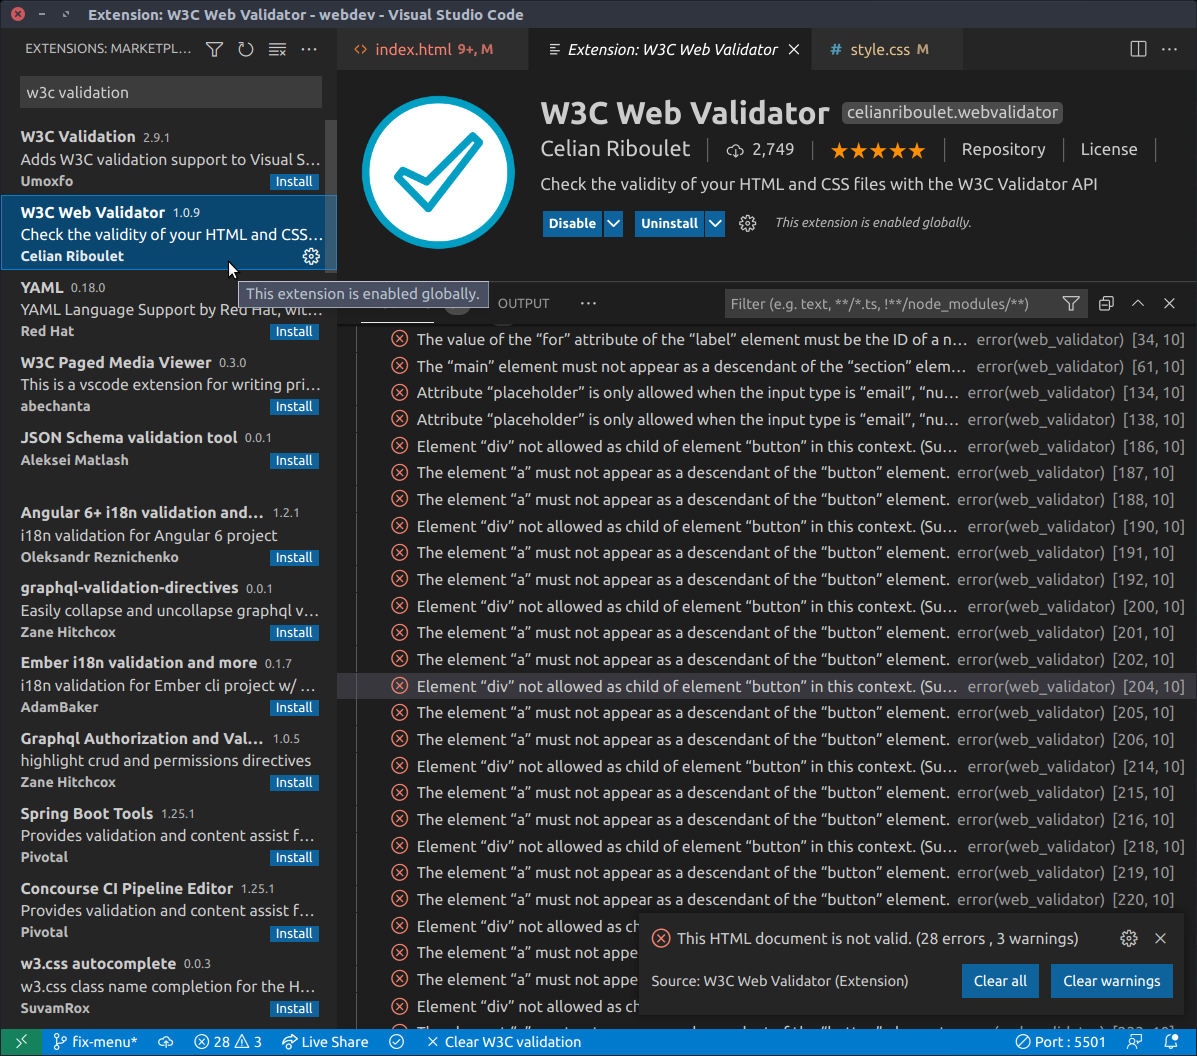 Extension: W3C Web Validator - webdev - Visual Studio Code
EXTENSIONS: MARKETPL...
w3c validation
W3C Validation 2.9.1
Adds W3C validation support to Visual S...
Umoxfo Install
W3C Web Validator 1.0.9
Check the validity of your HTML and CSS...
Celian Riboulet
This extension is enabled globally.
YAML 0.18.0
YAML Language Support by Red Hat, wit...
Red Hat Install
W3C Paged Media Viewer 0.3.0
This is a vscode extension for writing pri...
abechanta Install
JSON Schema validation tool 0.0.1
Aleksei Matlash Install
Angular 6+ i18n validation and... 1.2.1
i18n validation for Angular 6 project
Oleksandr Reznichenko Install
graphql-validation-directives 0.0.1
Easily collapse and uncollapse graphql v...
Zane Hitchcox Install
Ember i18n validation and more 0.1.7
i18n validation for Ember cli project w/ ...
AdamBaker Install
Graphql Authorization and Val... 1.0.5
highlight crud and permissions directives
Zane Hitchcox Install
Spring Boot Tools 1.25.1
Provides validation and content assist f...
Pivotal Install
Concourse CI Pipeline Editor 1.25.1
Provides validation and content assist f...
Pivotal Install
w3.css autocomplete 0.0.3
w3.css class name completion for the H...
SuvamRox Install
<> index.html 9+, M Extension: W3C Web Validator # style.css M
W3C Web Validator celianriboulet.webvalidator
Celian Riboulet 2,749 ★★★★★ Repository License
Check the validity of your HTML and CSS files with the W3C Validator API
Disable Uninstall This extension is enabled globally.
OUTPUT ... Filter (e.g. text, **/*.ts, !**/node_modules/**)
The value of the “for” attribute of the “label” element must be the ID of a n... error(web_validator) [34, 10]
The “main” element must not appear as a descendant of the “section” elem... error(web_validator) [61, 10]
Attribute “placeholder” is only allowed when the input type is “email”, “nu... error(web_validator) [134, 10]
Attribute “placeholder” is only allowed when the input type is “email”, “nu... error(web_validator) [138, 10]
Element “div” not allowed as child of element “button” in this context. (Su... error(web_validator) [186, 10]
The element “a” must not appear as a descendant of the “button” element. error(web_validator) [187, 10]
The element “a” must not appear as a descendant of the “button” element. error(web_validator) [188, 10]
Element “div” not allowed as child of element “button” in this context. (Su... error(web_validator) [190, 10]
The element “a” must not appear as a descendant of the “button” element. error(web_validator) [191, 10]
The element “a” must not appear as a descendant of the “button” element. error(web_validator) [192, 10]
Element “div” not allowed as child of element “button” in this context. (Su... error(web_validator) [200, 10]
The element “a” must not appear as a descendant of the “button” element. error(web_validator) [201, 10]
The element “a” must not appear as a descendant of the “button” element. error(web_validator) [202, 10]
Element “div” not allowed as child of element “button” in this context. (Su... error(web_validator) [204, 10]
The element “a” must not appear as a descendant of the “button” element. error(web_validator) [205, 10]
The element “a” must not appear as a descendant of the “button” element. error(web_validator) [206, 10]
Element “div” not allowed as child of element “button” in this context. (Su... error(web_validator) [214, 10]
The element “a” must not appear as a descendant of the “button” element. error(web_validator) [215, 10]
The element “a” must not appear as a descendant of the “button” element. error(web_validator) [216, 10]
Element “div” not allowed as child of element “button” in this context. (Su... error(web_validator) [218, 10]
The element “a” must not appear as a descendant of the “button” element. error(web_validator) [219, 10]
The element “a” must not appear as a descendant of the “button” element. error(web_validator) [220, 10]
Element “div” not allowed as ch
The element “a” must not appe
The element “a” must not appe
Element “div” not allowed as ch
This HTML document is not valid. (28 errors , 3 warnings)
Source: W3C Web Validator (Extension) Clear all Clear warnings
fix-menu* 28 3 Live Share Clear W3C validation Port : 5501